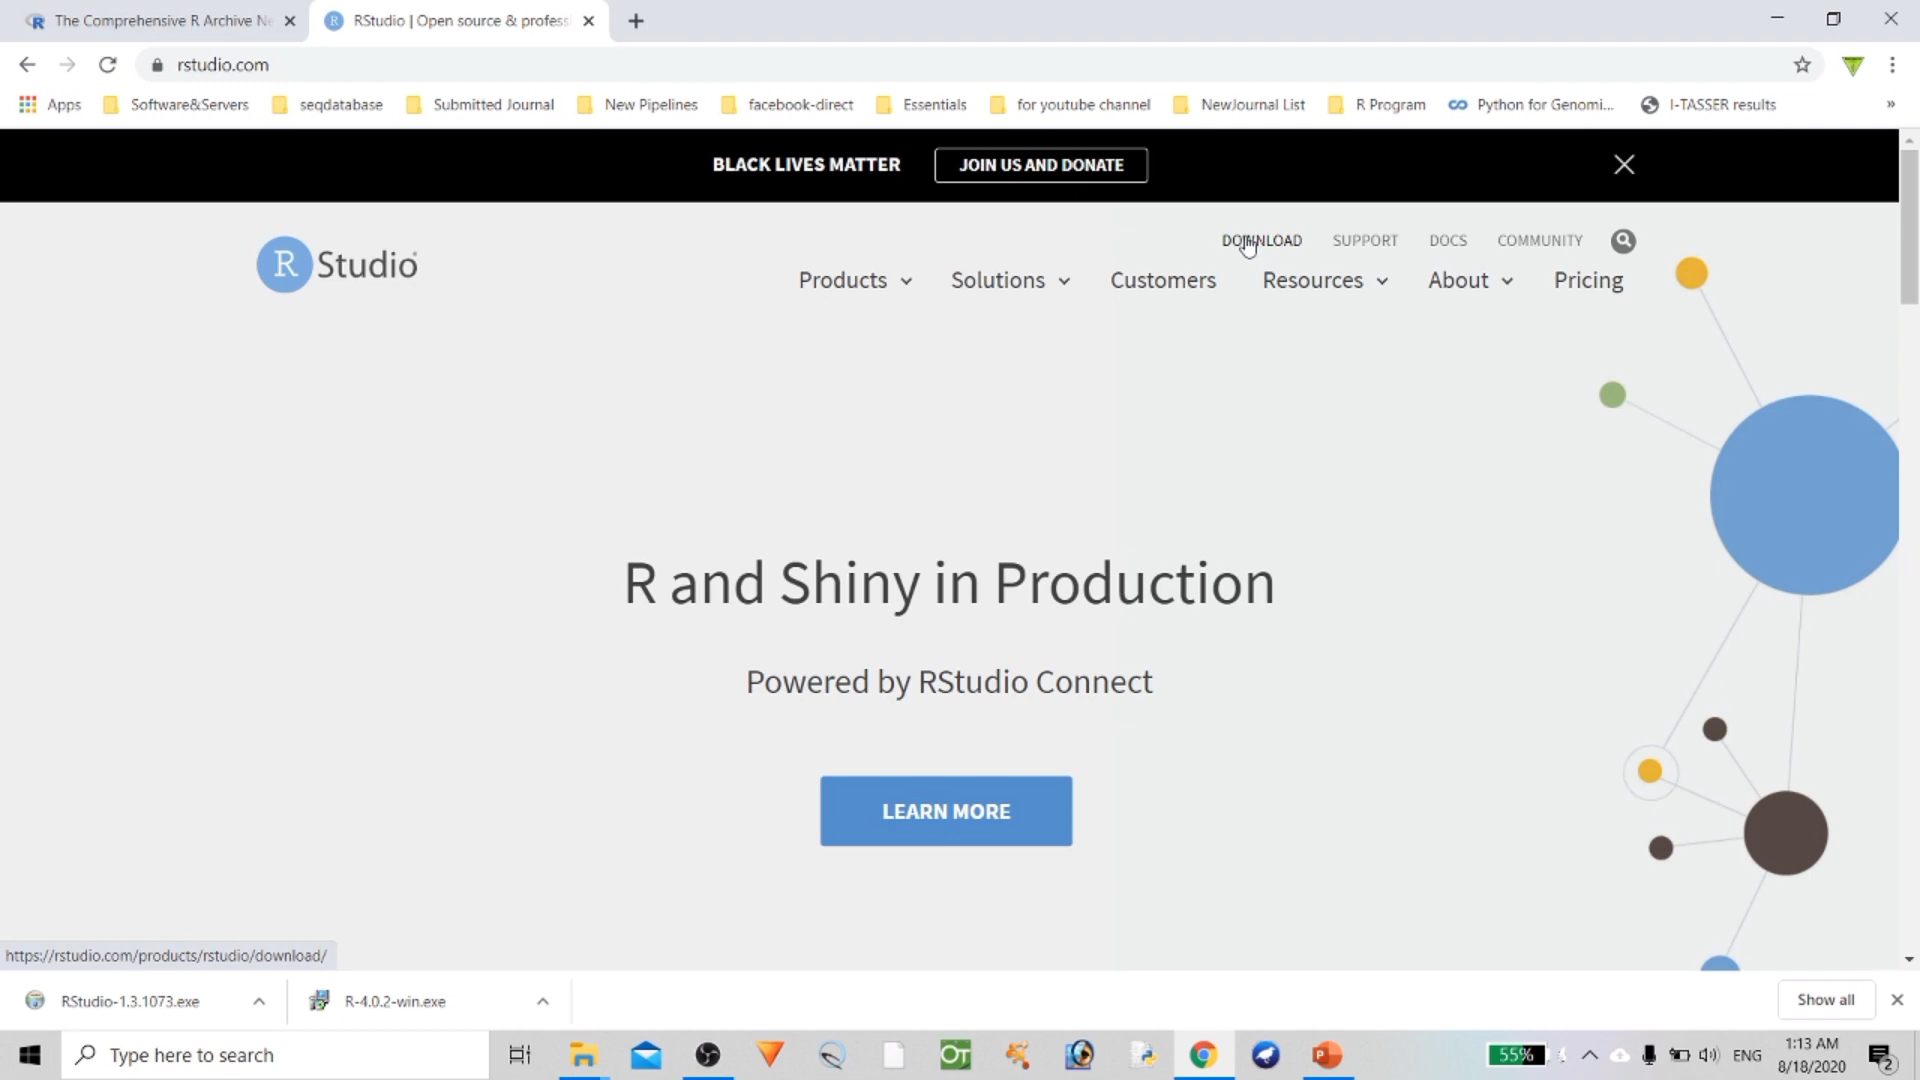 The Comprehensive R Archive Ne
RStudio | Open source & profess
rstudio.com
Apps
Software&Servers
seqdatabase
Submitted Journal
New Pipelines
facebook-direct
Essentials
for youtube channel
NewJournal List
R Program
Python for Genomi...
I-TASSER results
»
BLACK LIVES MATTER
JOIN US AND DONATE
R Studio
DOWNLOAD
SUPPORT
DOCS
COMMUNITY
Products
Solutions
Customers
Resources
About
Pricing
R and Shiny in Production
Powered by RStudio Connect
LEARN MORE
https://rstudio.com/products/rstudio/download/
RStudio-1.3.1073.exe
R-4.0.2-win.exe
Show all
Type here to search
OT
55%
ENG
1:13 AM
8/18/2020
2